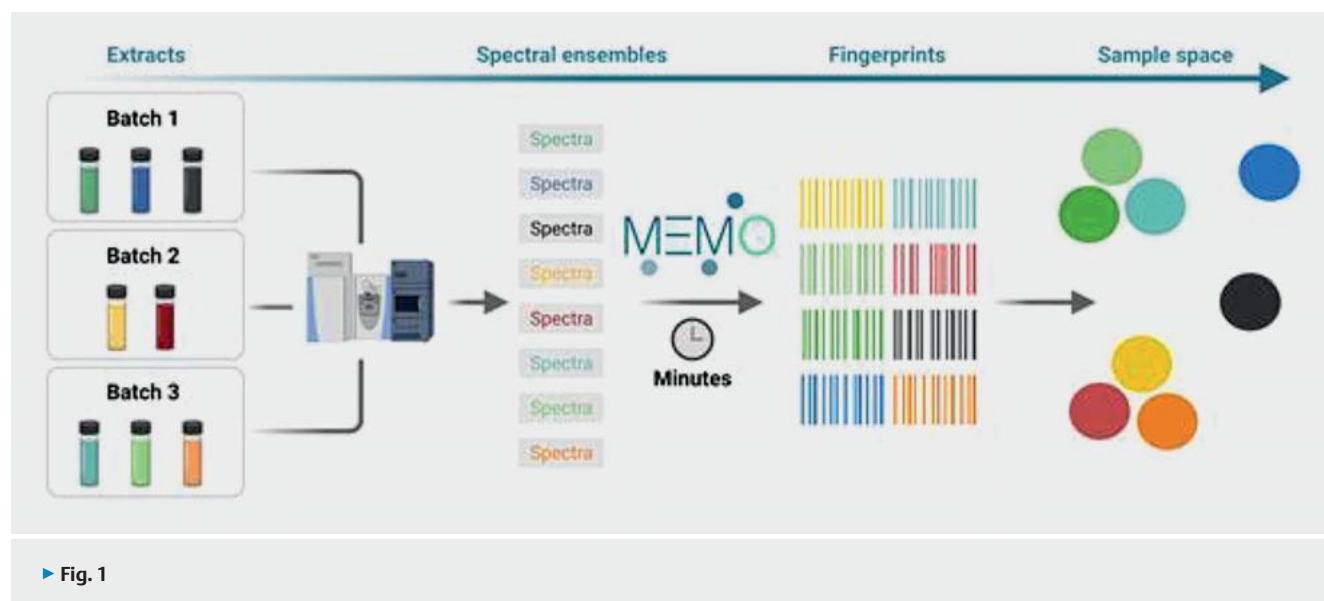 Extracts
Spectral ensembles
Fingerprints
Sample space
Batch 1
Batch 2
Batch 3
Spectra
Spectra
Spectra
Spectra
Spectra
Spectra
Spectra
Spectra
MEMO
Minutes
► Fig. 1